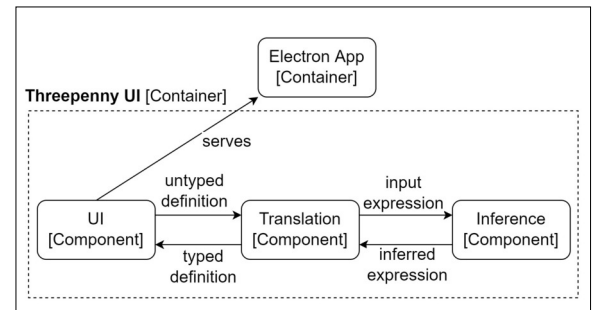 Electron App
[Container]
Threepenny UI [Container]
serves
untyped
definition
input
expression
UI
[Component]
Translation
[Component]
Inference
[Component]
typed
definition
inferred
expression